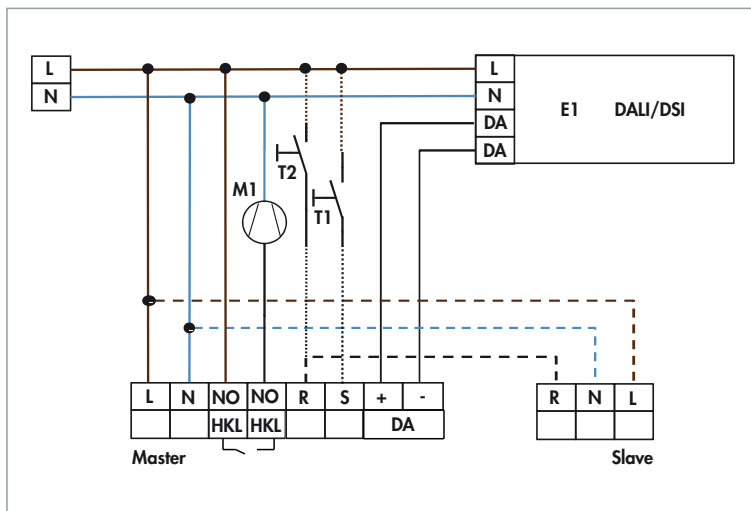 L
N
L
N
DA
DA
E1 DALI/DSI
T2
M1
T1
L N NO NO R S + -
HKL HKL DA
Master
R N L
Slave